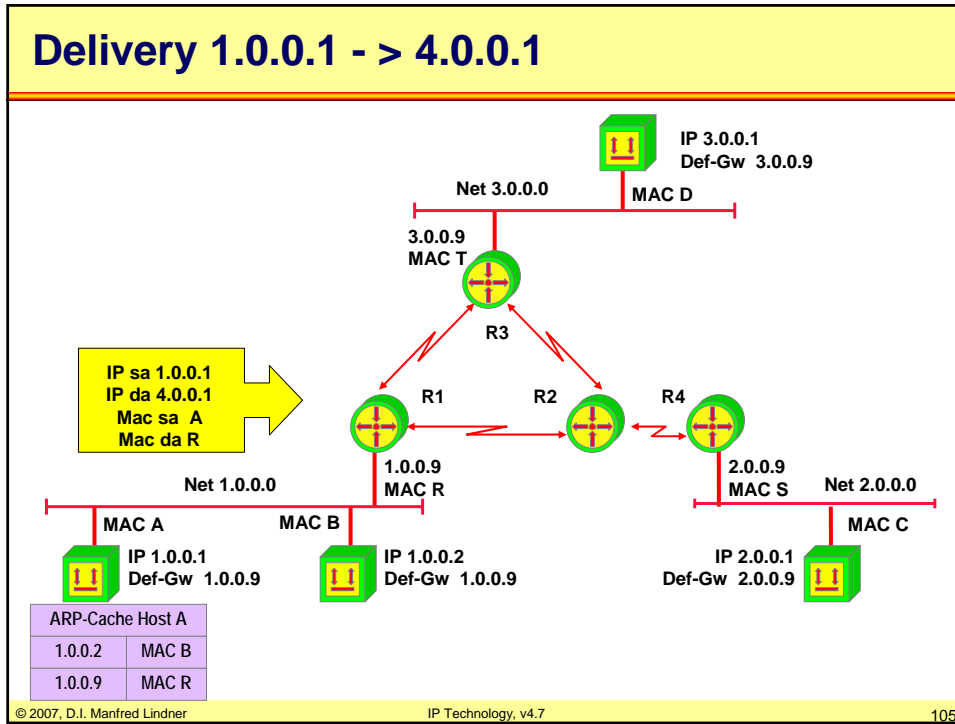 Delivery 1.0.0.1 - > 4.0.0.1
IP 3.0.0.1
Def-Gw 3.0.0.9
Net 3.0.0.0
MAC D
3.0.0.9
MAC T
R3
IP sa 1.0.0.1
IP da 4.0.0.1
Mac sa A
Mac da R
R1
R2
R4
1.0.0.9
MAC R
2.0.0.9
MAC S
Net 1.0.0.0
Net 2.0.0.0
MAC A
MAC B
MAC C
IP 1.0.0.1
Def-Gw 1.0.0.9
IP 1.0.0.2
Def-Gw 1.0.0.9
IP 2.0.0.1
Def-Gw 2.0.0.9
ARP-Cache Host A
1.0.0.2 MAC B
1.0.0.9 MAC R
© 2007, D.I. Manfred Lindner
IP Technology, v4.7
105